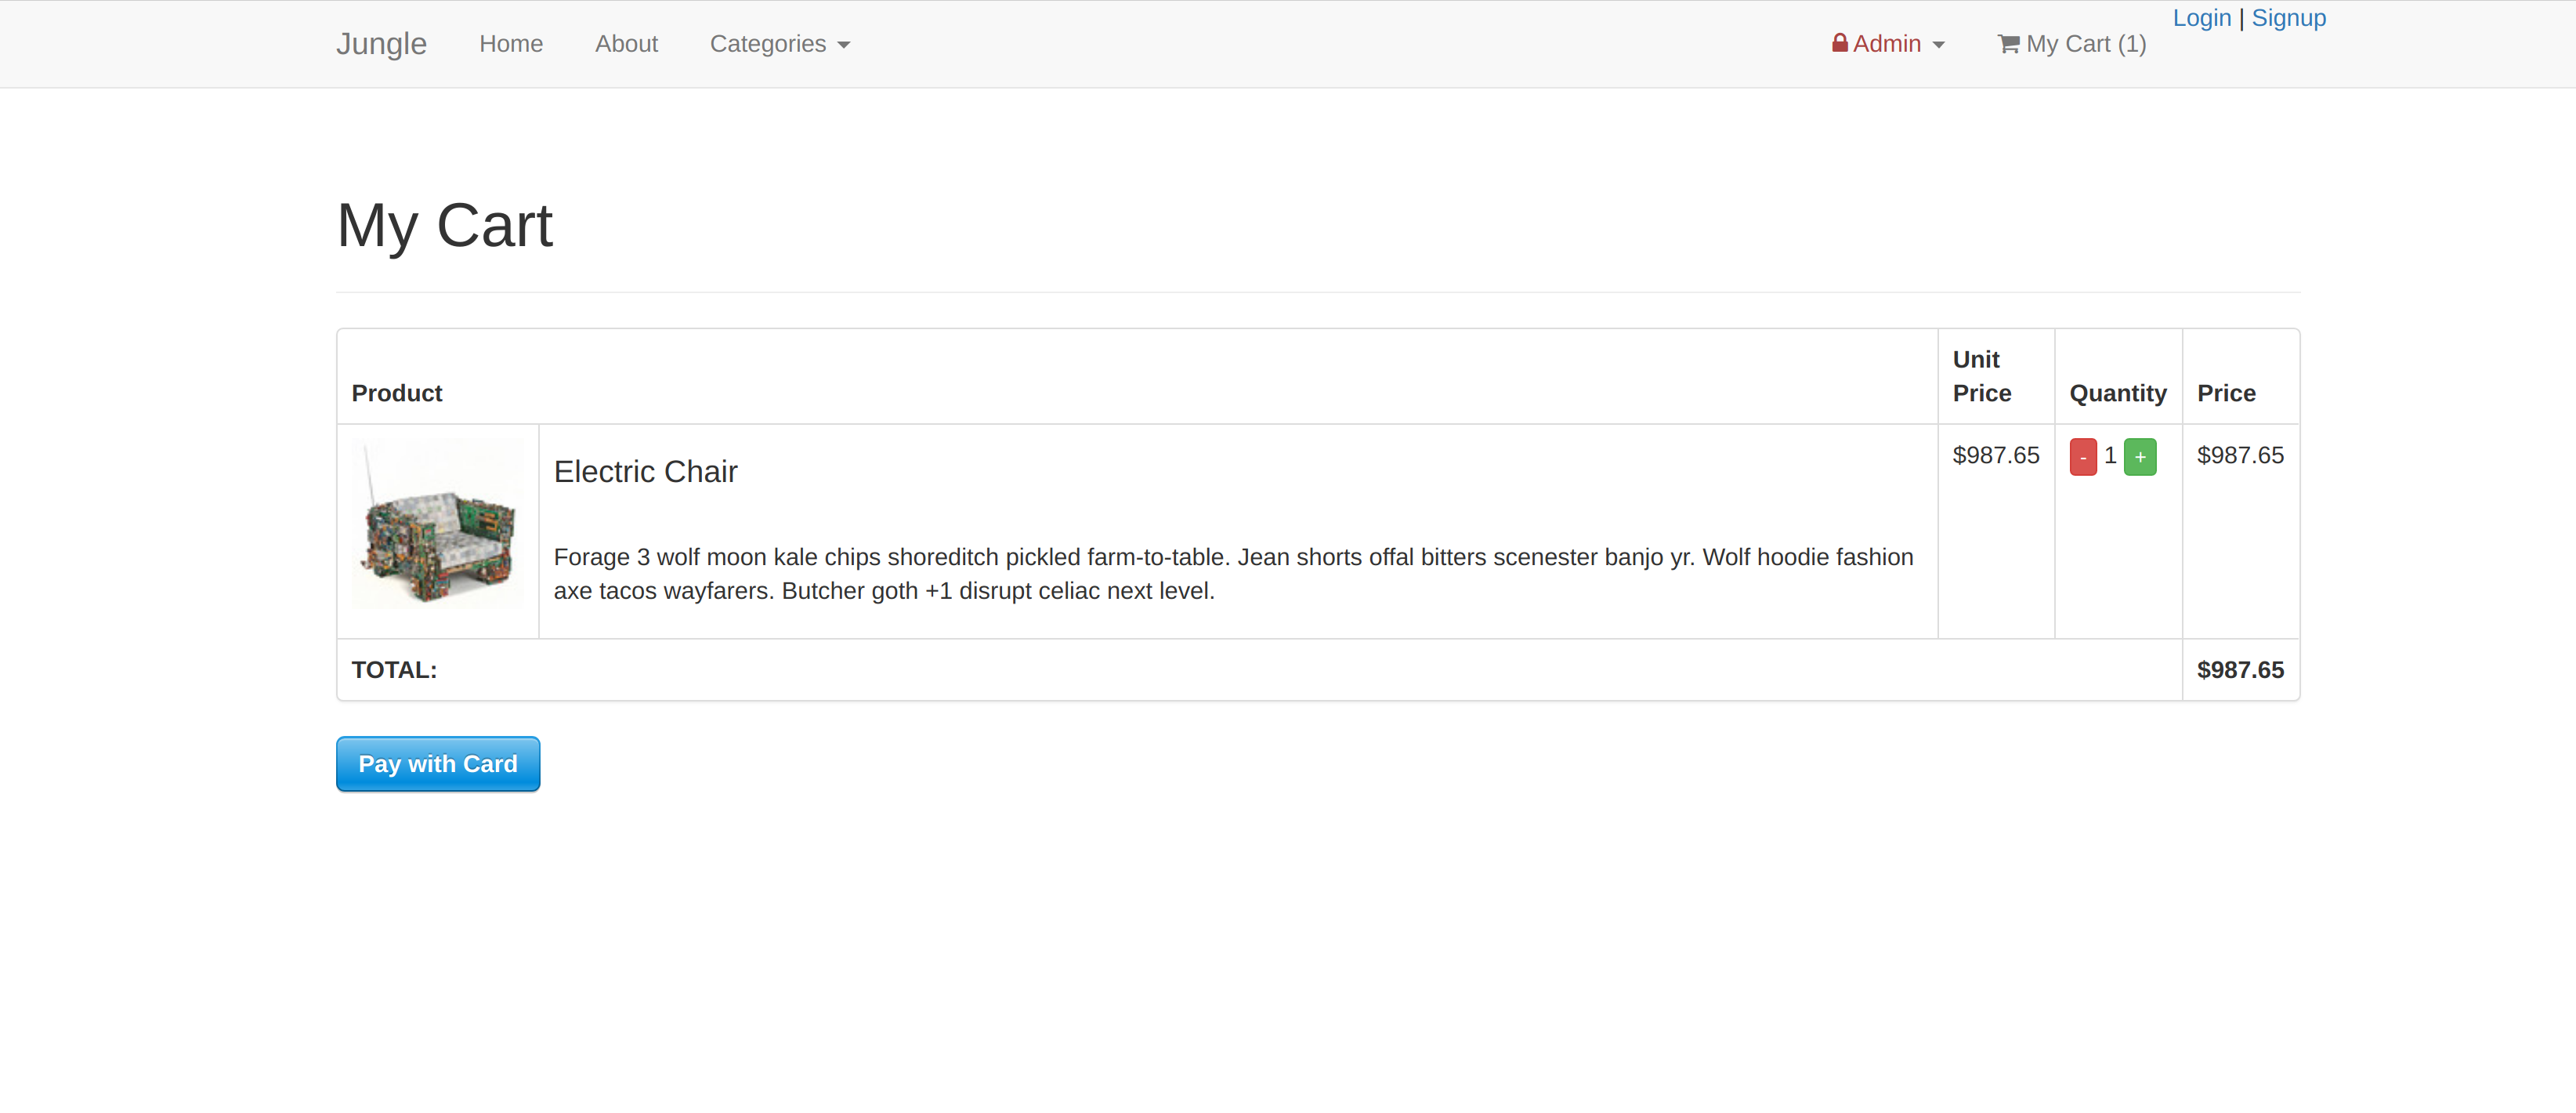 Login | Signup
Jungle Home About Categories Admin My Cart (1)
My Cart
Product Unit Price Quantity Price
Electric Chair $987.65 - 1 + $987.65
Forage 3 wolf moon kale chips shoreditch pickled farm-to-table. Jean shorts offal bitters scenester banjo yr. Wolf hoodie fashion
axe tacos wayfarers. Butcher goth +1 disrupt celiac next level.
TOTAL: $987.65
Pay with Card